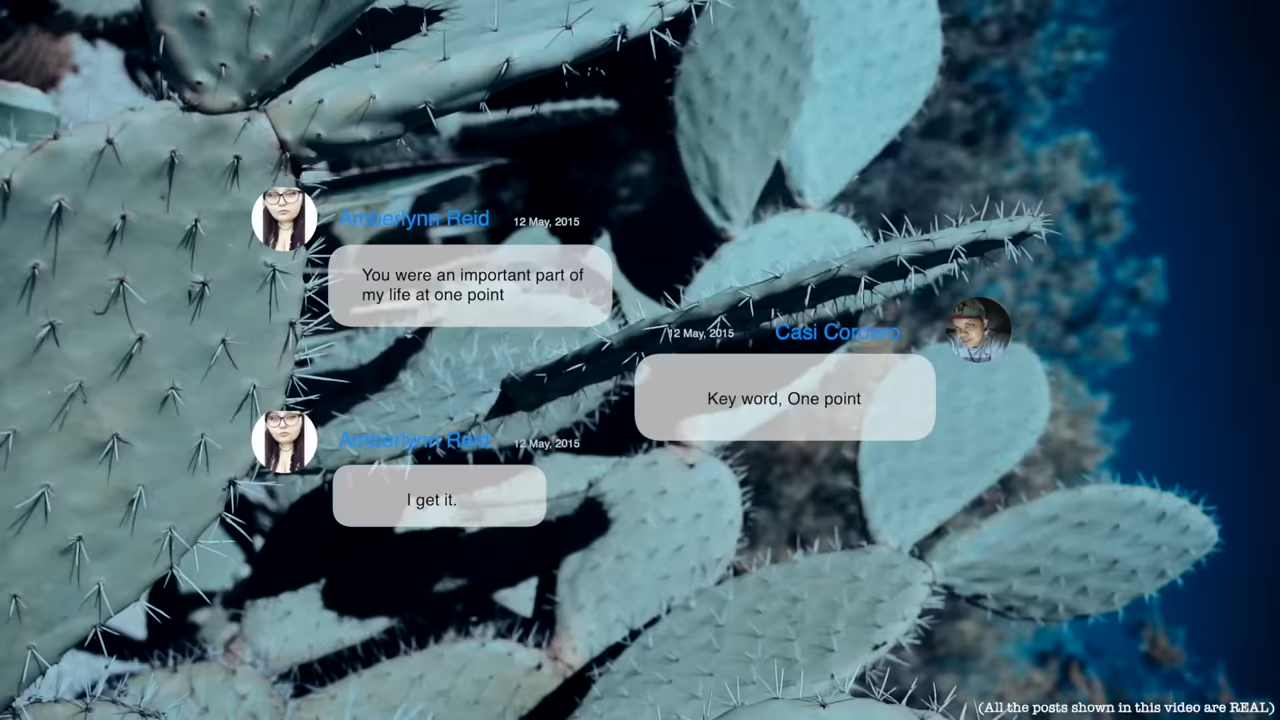 Amberlynn Reid 12 May, 2015
You were an important part of
my life at one point
12 May, 2015 Casi Cordero
Key word, One point
Amberlynn Reid 12 May, 2015
I get it.
(All the posts shown in this video are REAL)